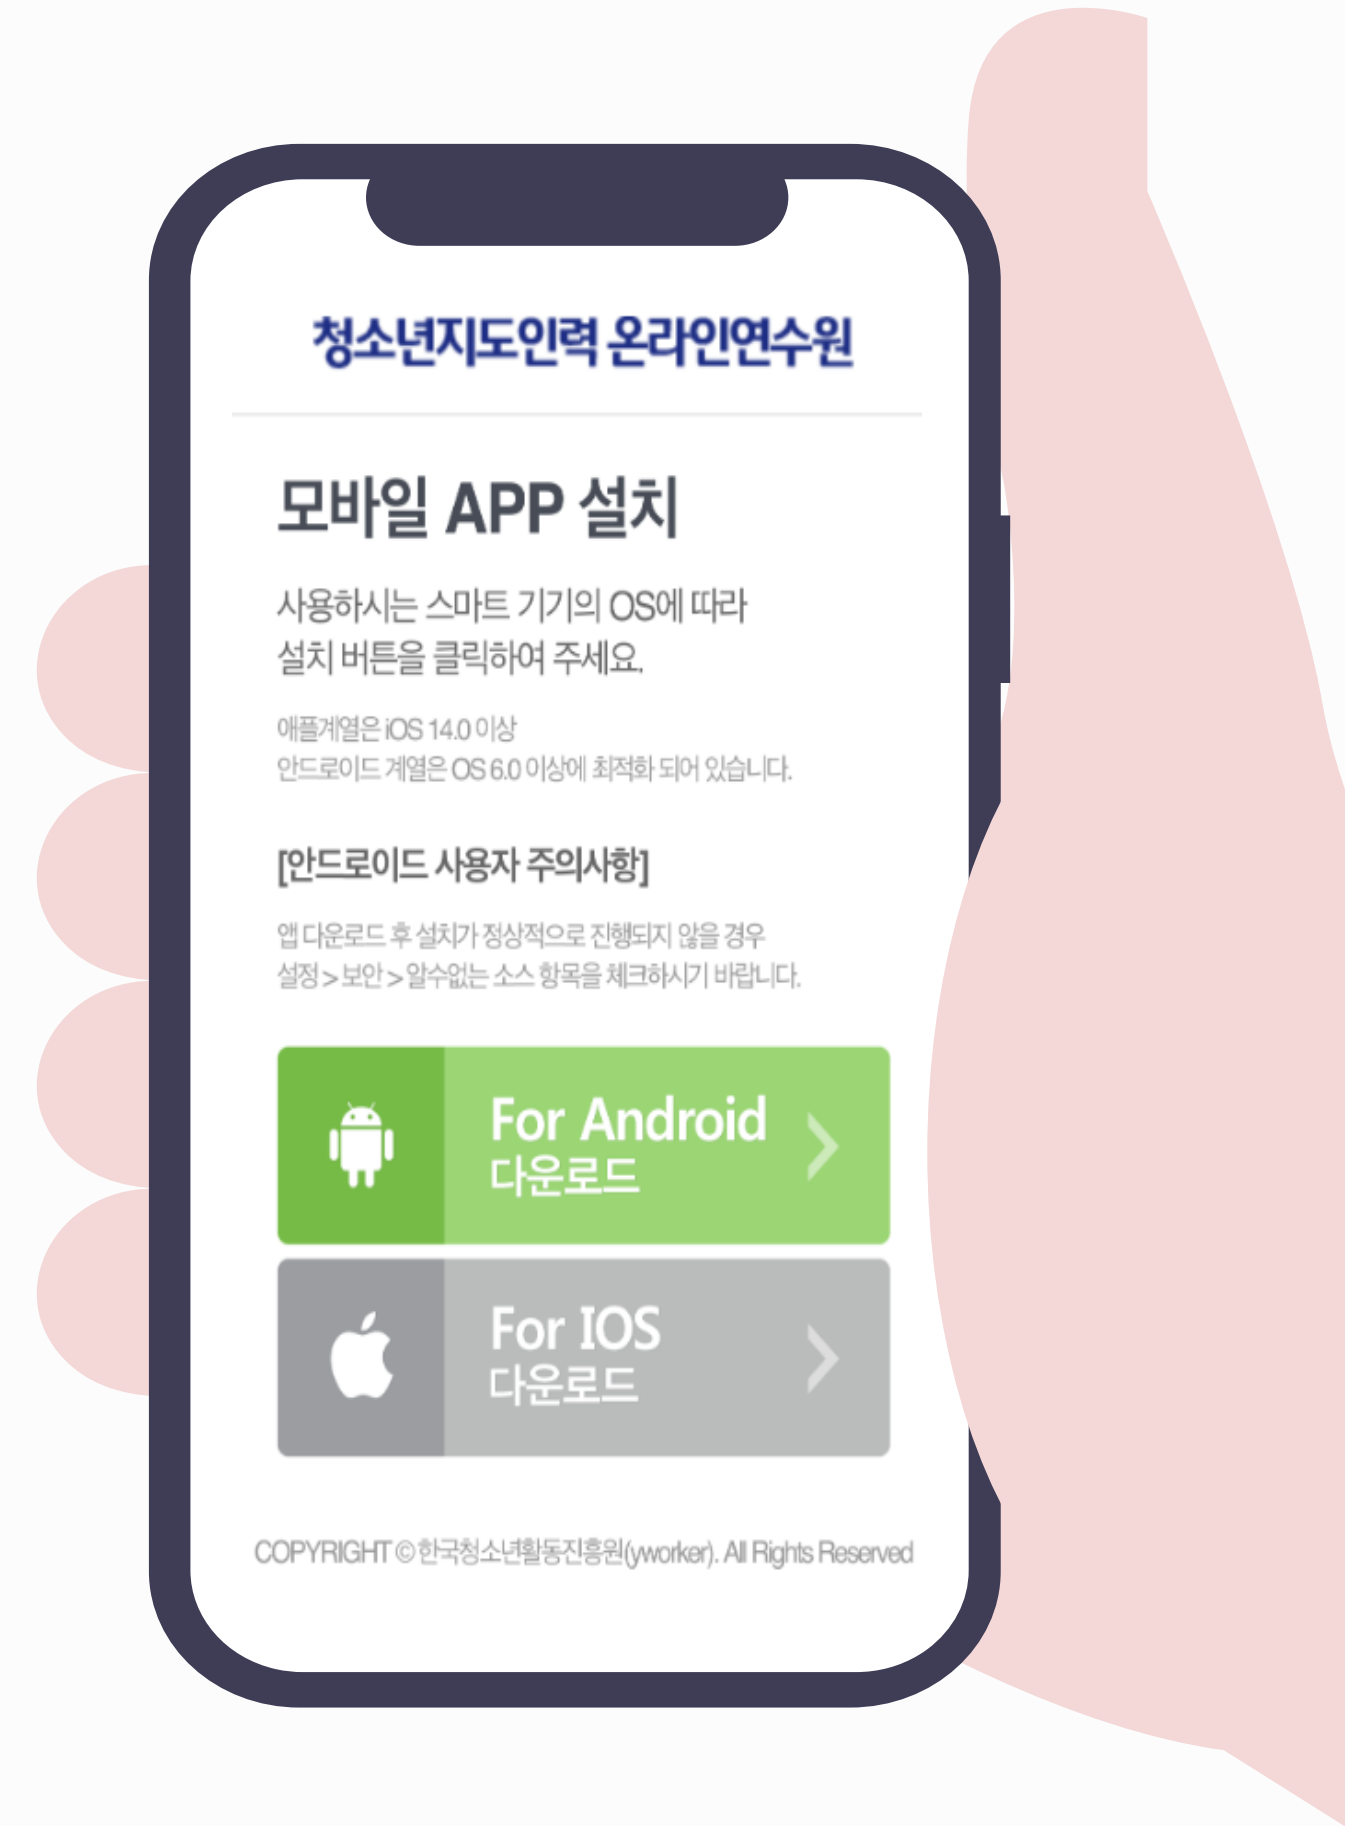 청소년지도인력 온라인연수원
모바일 APP 설치
사용하시는 스마트 기기의 OS에 따라
설치 버튼을 클릭하여 주세요.
애플계열은 iOS 14.0 이상
안드로이드 계열은 OS 6.0 이상에 최적화 되어 있습니다.
[안드로이드 사용자 주의사항]
앱 다운로드 후 설치가 정상적으로 진행되지 않을 경우
설정 > 보안 > 알수없는 소스 항목을 체크하시기 바랍니다.
For Android
다운로드
For IOS
다운로드
COPYRIGHT © 한국청소년활동진흥원(yworker). All Rights Reserved